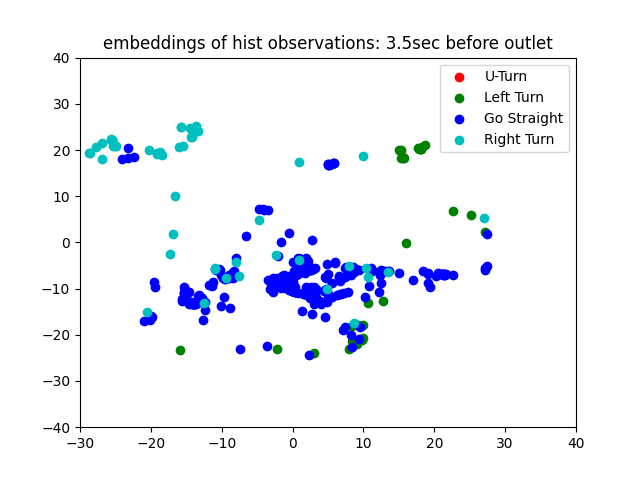 embeddings of hist observations: 3.5sec before outlet
U-Turn
Left Turn
Go Straight
Right Turn
40
30
20
10
0
−10
−20
−30
−40
−30 −20 −10 0 10 20 30 40